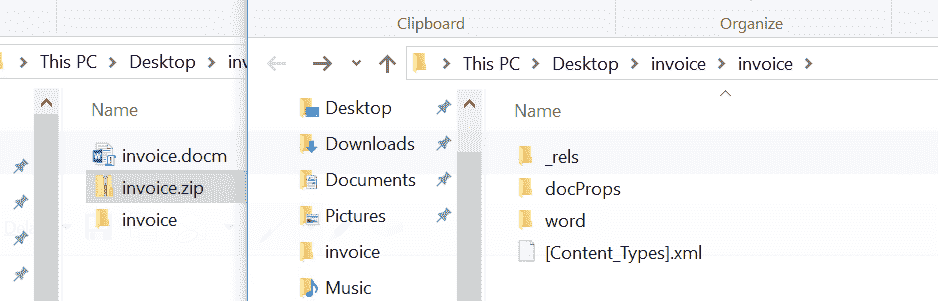 Clipboard
Organize
This PC > Desktop > inv
This PC > Desktop > invoice > invoice >
Name
invoice.docm
invoice.zip
invoice
Desktop
Downloads
Documents
Pictures
invoice
Music
Name
_rels
docProps
word
[Content_Types].xml